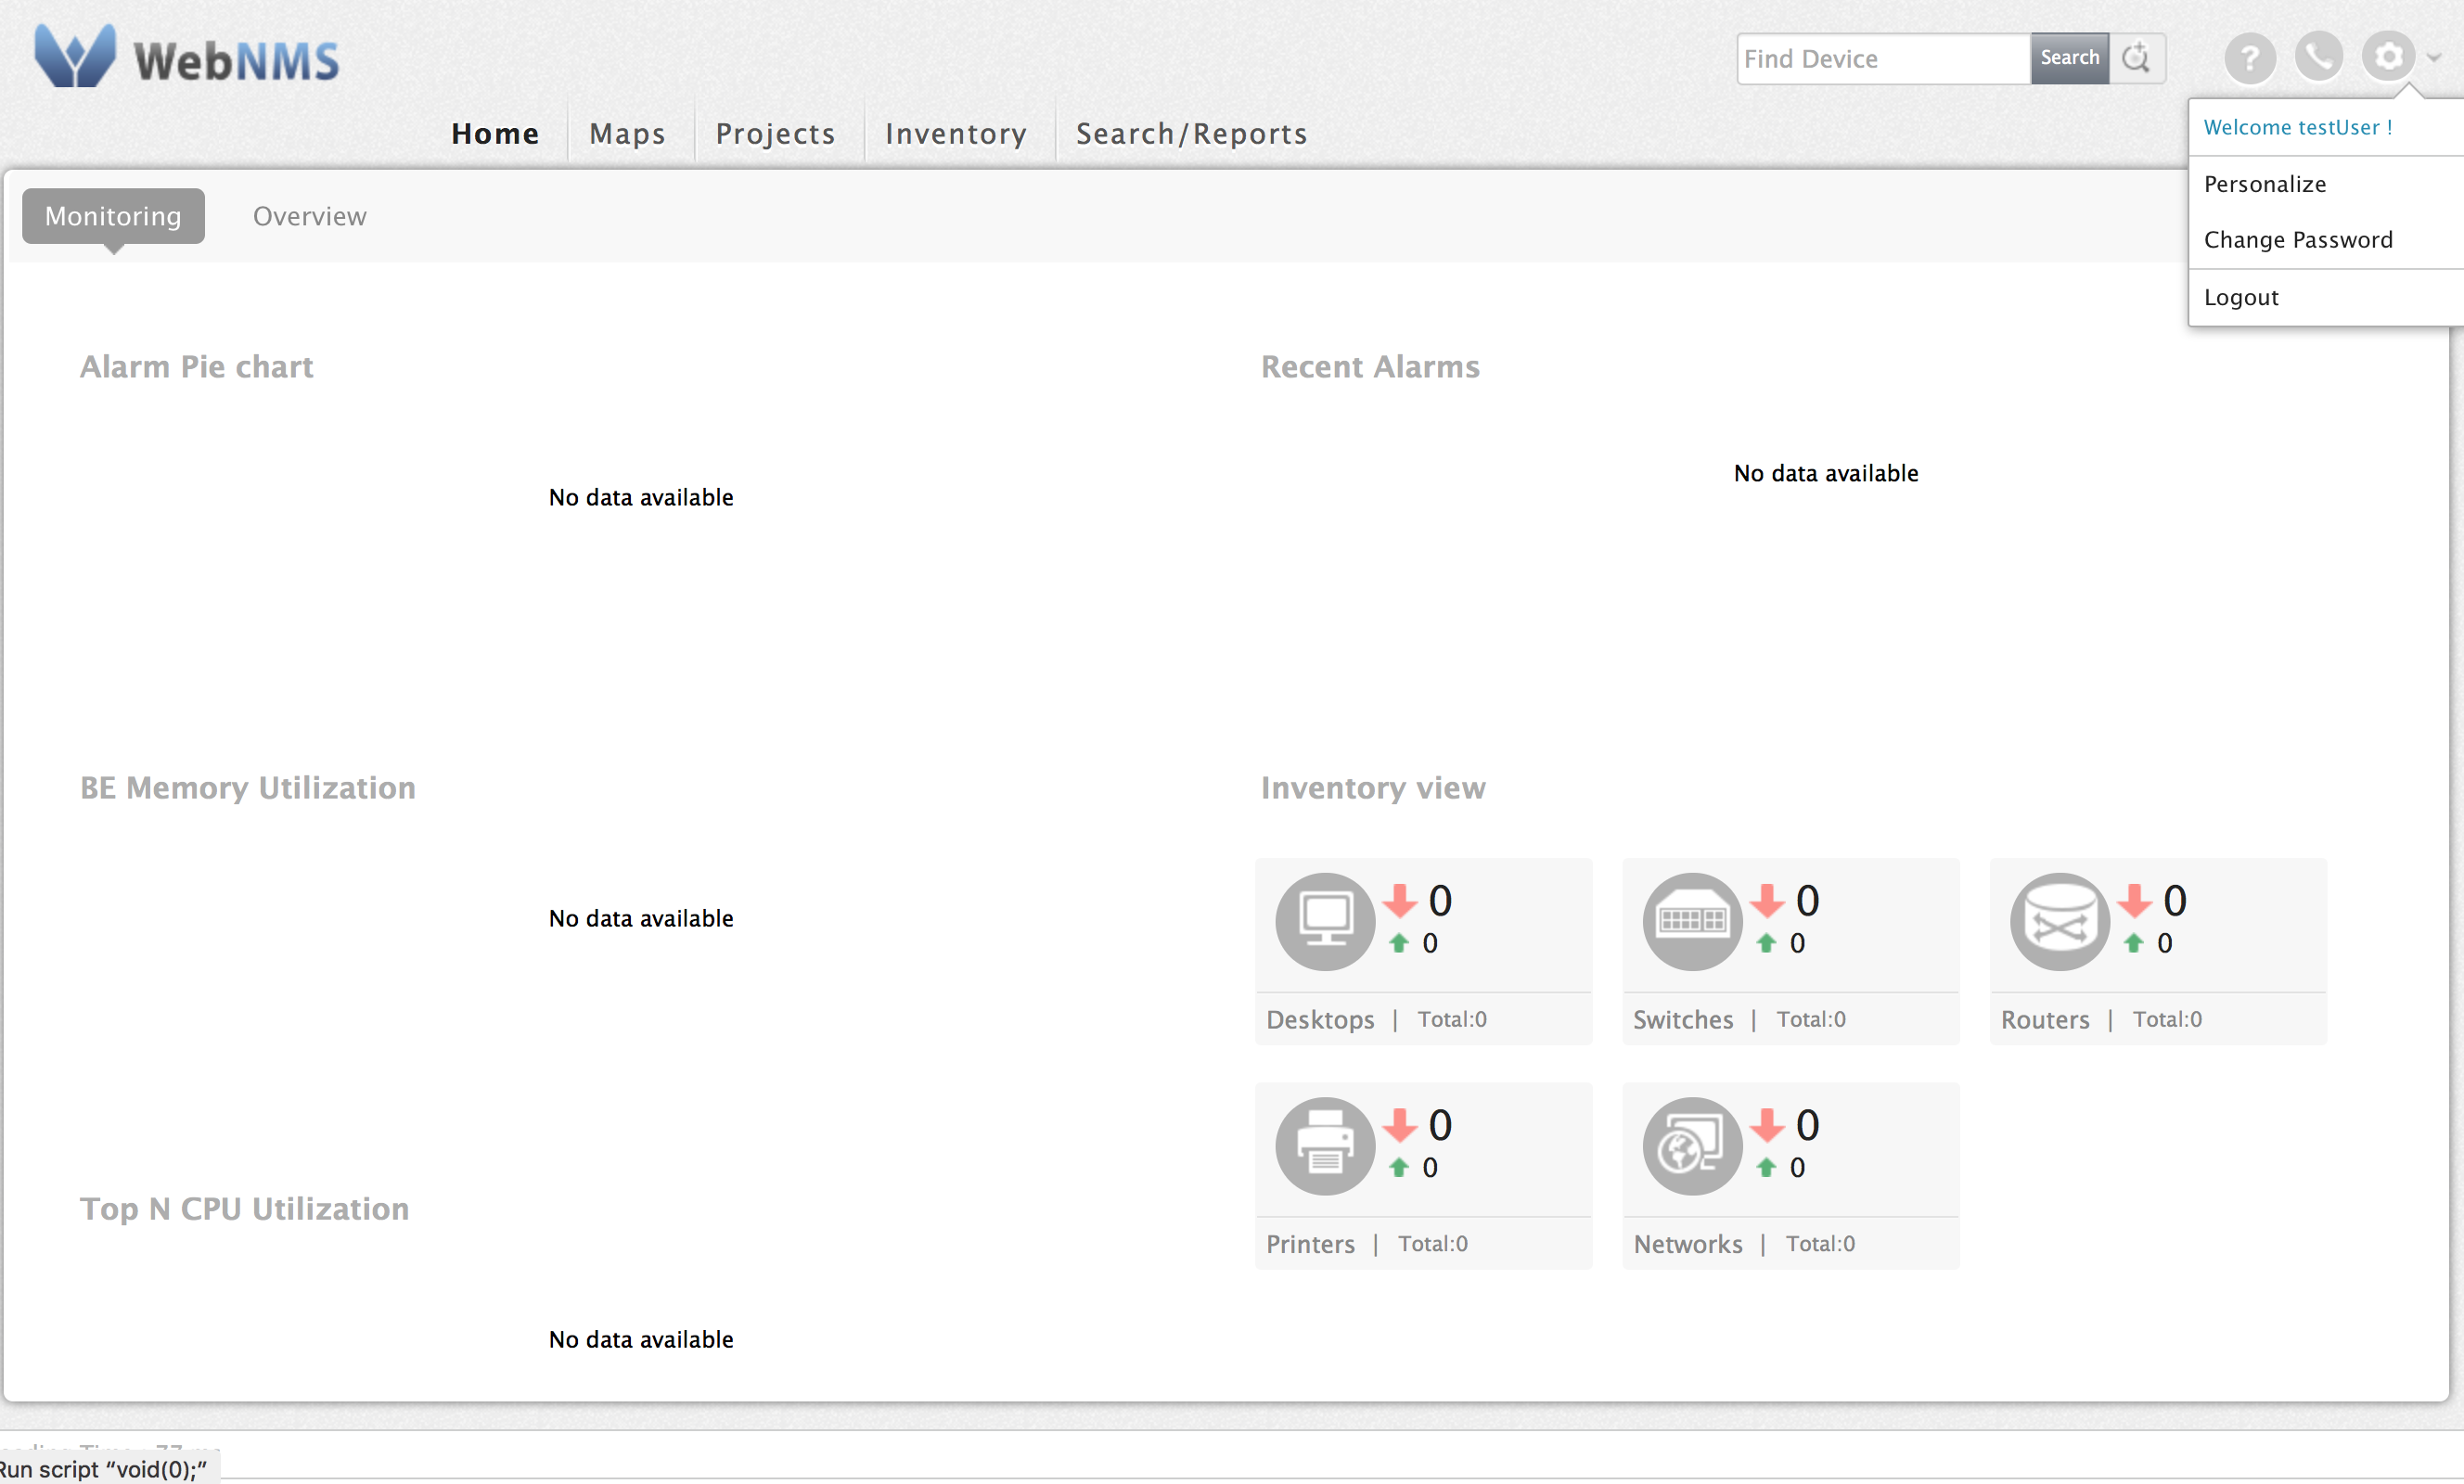 WebNMS
Find Device
Search
?
Home
Maps
Projects
Inventory
Search/Reports
Welcome testUser !
Personalize
Change Password
Logout
Monitoring
Overview
Alarm Pie chart
No data available
Recent Alarms
No data available
BE Memory Utilization
No data available
Inventory view
0
0
Desktops | Total:0
0
0
Switches | Total:0
0
0
Routers | Total:0
0
0
Printers | Total:0
0
0
Networks | Total:0
Top N CPU Utilization
No data available
Run script “void(0);”